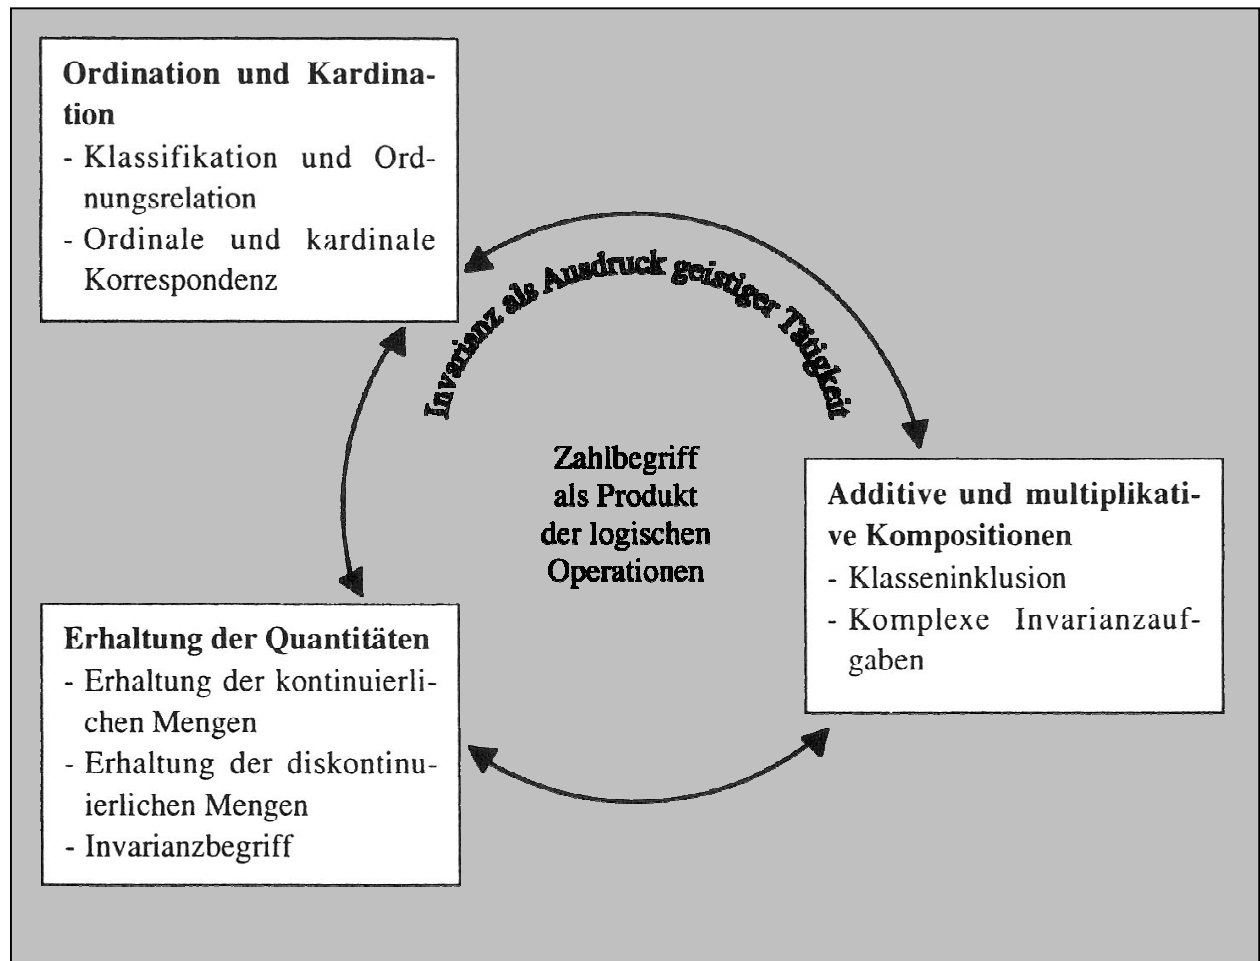 Ordination und Kardina-
tion
- Klassifikation und Ord-
nungsrelation
- Ordinale und kardinale
Korrespondenz
Invarianz als Ausdruck geistiger Tätigkeit
Zahlbegriff
als Produkt
der logischen
Operationen
Additive und multiplikati-
ve Kompositionen
- Klasseninklusion
- Komplexe Invarianzauf-
gaben
Erhaltung der Quantitäten
- Erhaltung der kontinuierli-
chen Mengen
- Erhaltung der diskontinu-
ierlichen Mengen
- Invarianzbegriff